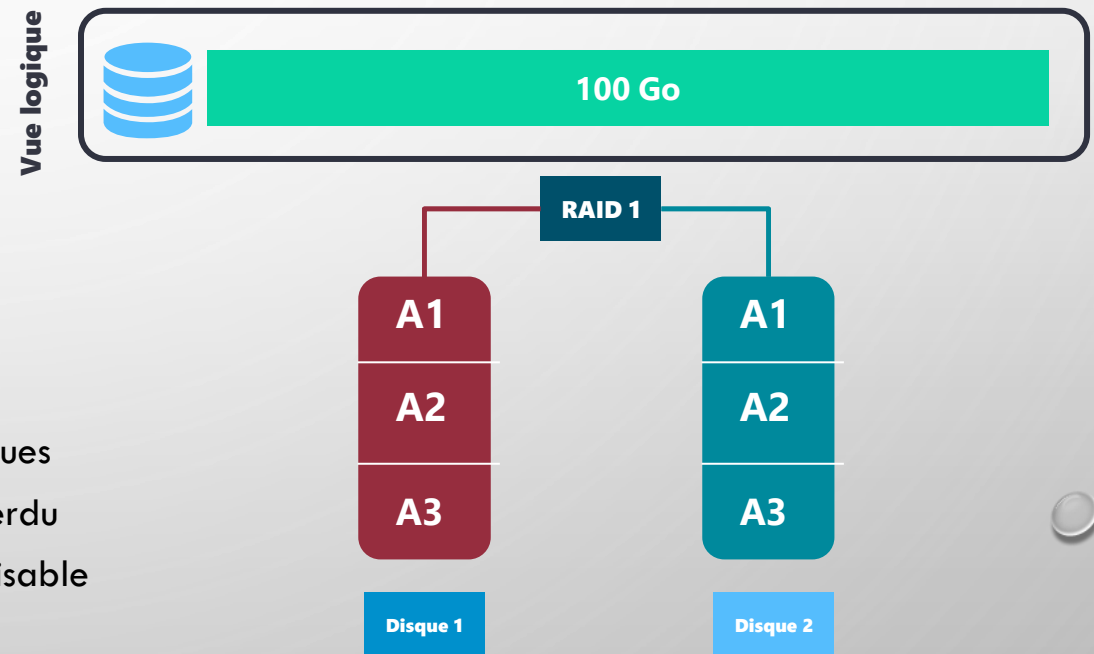 Vue logique
100 Go
RAID 1
A1
A1
A2
A2
ues
erdu
A3
A3
isable
Disque 1
Disque 2